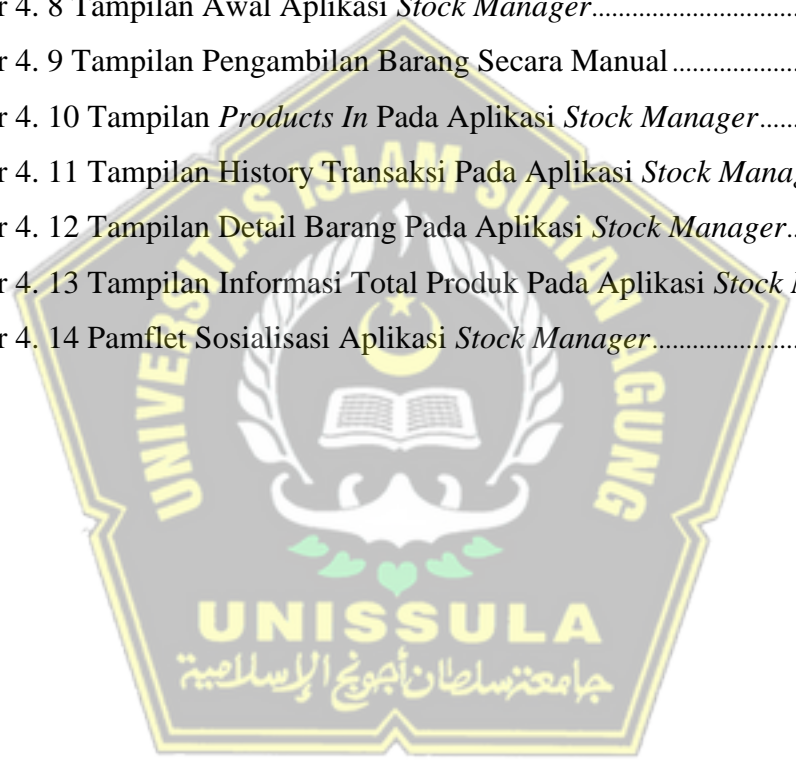 r 4. 8 Tampilan Awal Aplikasi Stock Manager
r 4. 9 Tampilan Pengambilan Barang Secara Manual
r 4. 10 Tampilan Products In Pada Aplikasi Stock Manager
r 4. 11 Tampilan History Transaksi Pada Aplikasi Stock Manag
r 4. 12 Tampilan Detail Barang Pada Aplikasi Stock Manager
r 4. 13 Tampilan Informasi Total Produk Pada Aplikasi Stock M
r 4. 14 Pamflet Sosialisasi Aplikasi Stock Manager
UNIVERSITAS ISLAM SULTAN AGUNG
UNISSULA
جامعة سلطان أجونج الإسلامية